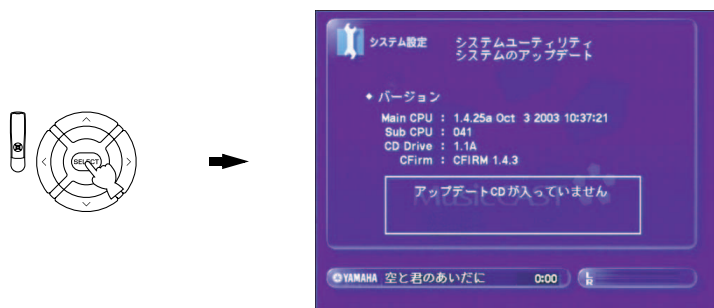 SELECT
システム設定
システムユーティリティ
システムのアップデート
バージョン
Main CPU : 1.4.25a Oct 3 2003 10:37:21
Sub CPU : 041
CD Drive : 1.1A
CFirm : CFIRM 1.4.3
アップデートCDが入っていません
MusicCAST
YAMAHA 空と君のあいだに 0:00 L
R